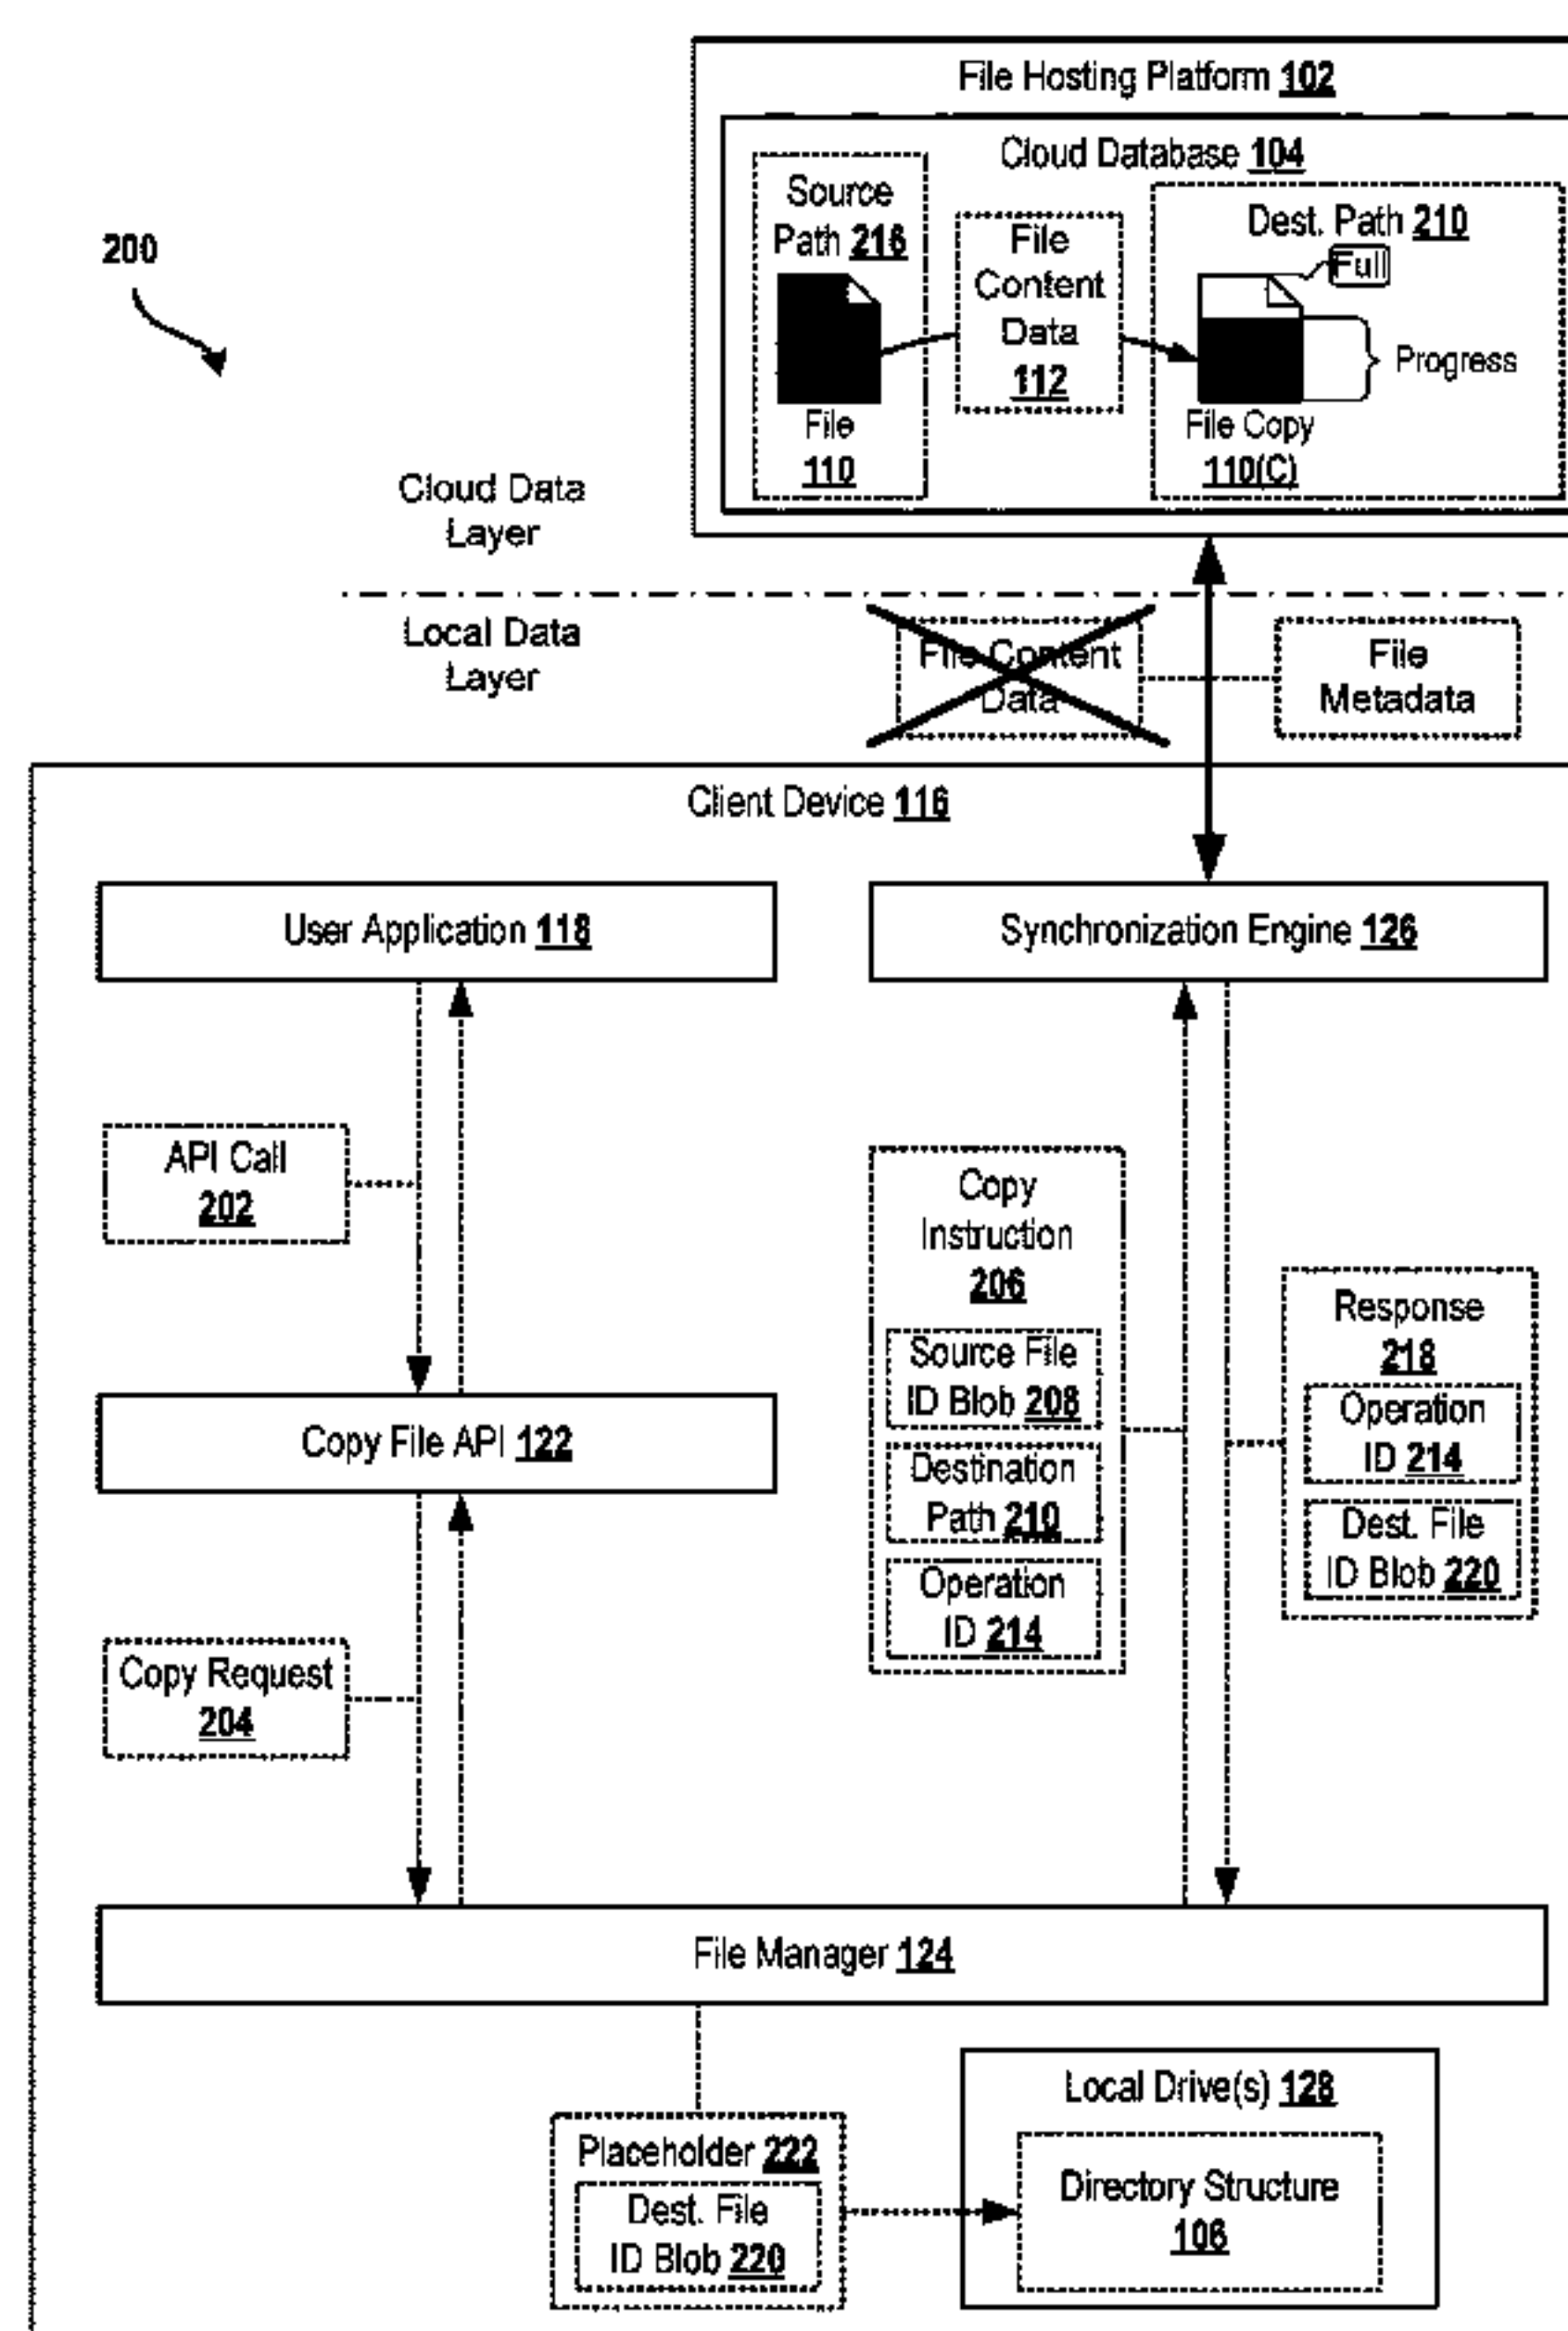 File Hosting Platform 102
Cloud Database 104
Source
Path 216
File
110
File
Content
Data
112
Dest. Path 210
Full
Progress
File Copy
110(C)
200
Cloud Data
Layer
Local Data
Layer
File Content
Data
File
Metadata
Client Device 116
User Application 118
Synchronization Engine 126
API Call
202
Copy
Instruction
206
Source File
ID Blob 208
Destination
Path 210
Operation
ID 214
Response
218
Operation
ID 214
Dest. File
ID Blob 220
Copy File API 122
Copy Request
204
File Manager 124
Placeholder 222
Dest. File
ID Blob 220
Local Drive(s) 128
Directory Structure
106